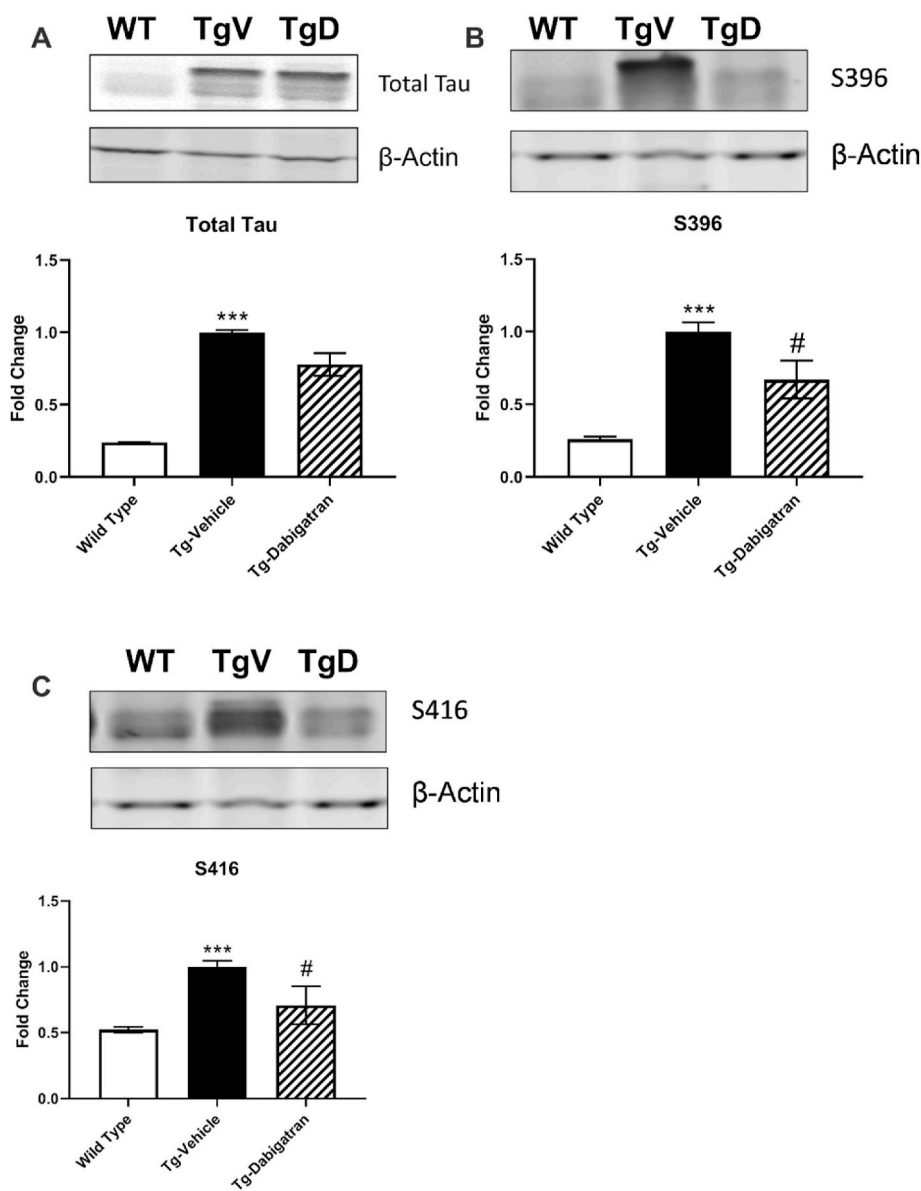 A
WT TgV TgD
Total Tau
β-Actin
Total Tau
1.5
1.0
0.5
0.0
Fold Change
***
Wild Type
Tg-Vehicle
Tg-Dabigatran
B
WT TgV TgD
S396
β-Actin
S396
1.5
1.0
0.5
0.0
Fold Change
***
#
Wild Type
Tg-Vehicle
Tg-Dabigatran
C
WT TgV TgD
S416
β-Actin
S416
1.5
1.0
0.5
0.0
Fold Change
***
#
Wild Type
Tg-Vehicle
Tg-Dabigatran